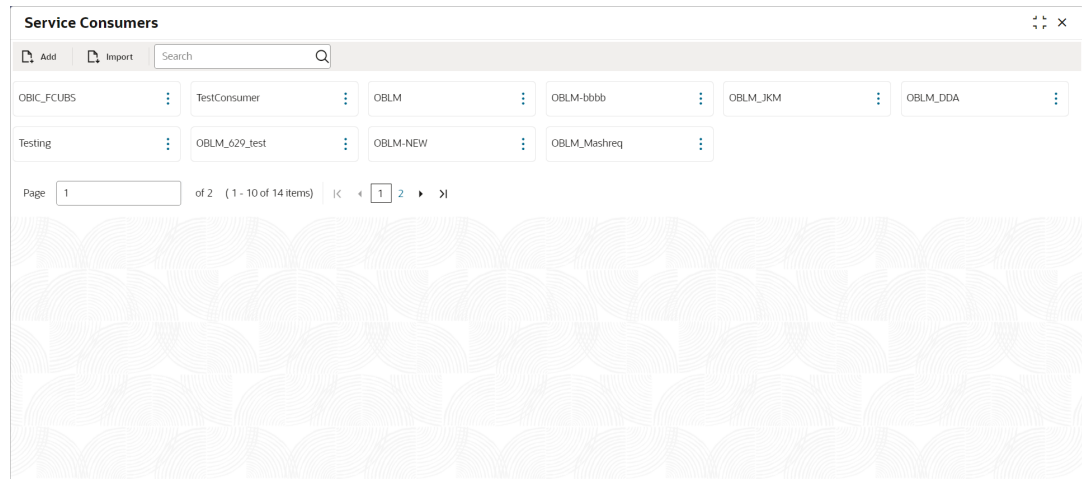 Service Consumers
Add Import Search
OBIC_FCUBS TestConsumer OBLM OBLM-bbbb OBLM_JKM OBLM_DDA
Testing OBLM_629_test OBLM-NEW OBLM_Mashreq
Page 1 of 2 ( 1 - 10 of 14 items) 1 2